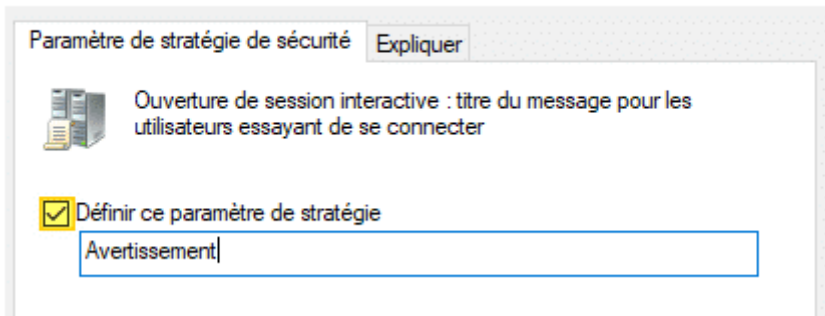 Paramètre de stratégie de sécurité Expliquer
Ouverture de session interactive : titre du message pour les
utilisateurs essayant de se connecter
Définir ce paramètre de stratégie
Avertissement